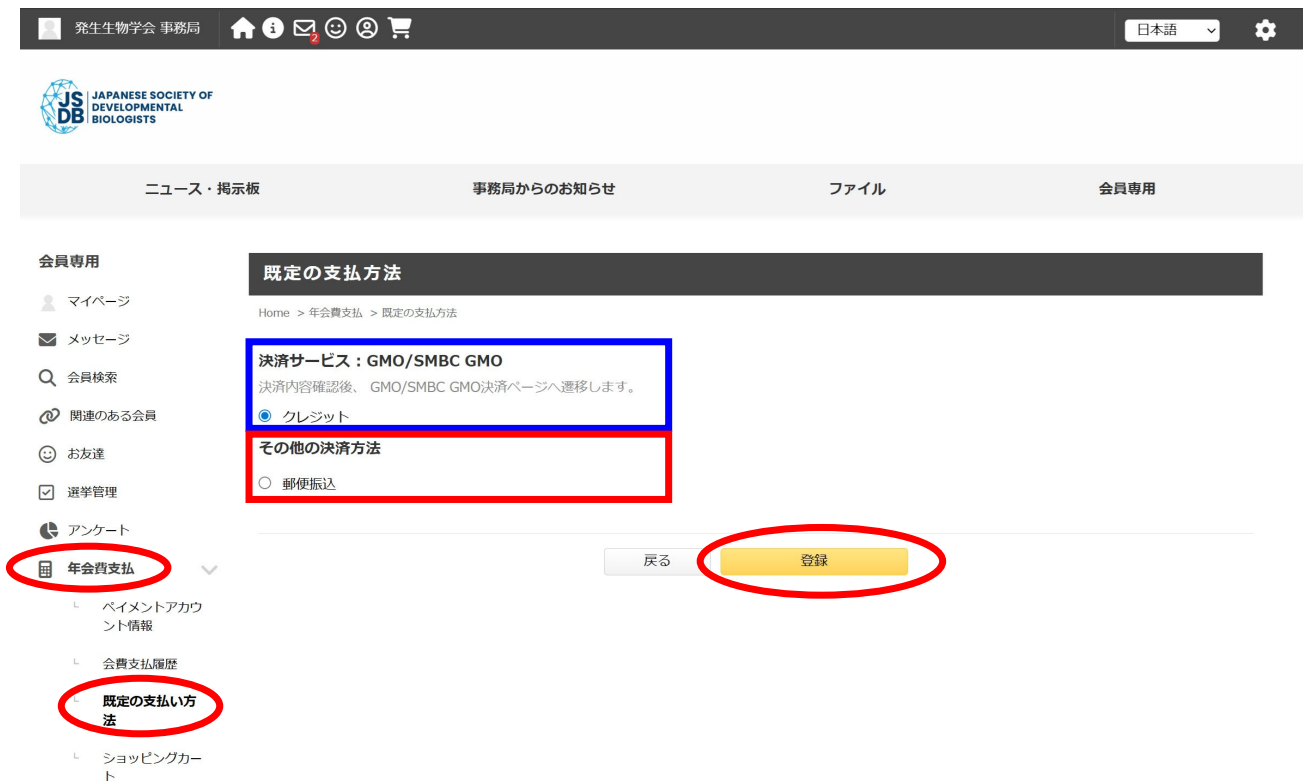 発生生物学会 事務局
2
日本語
JSDB
JAPANESE SOCIETY OF
DEVELOPMENTAL
BIOLOGISTS
ニュース・掲示板
事務局からのお知らせ
ファイル
会員専用
会員専用
マイページ
メッセージ
会員検索
関連のある会員
お友達
選挙管理
アンケート
年会費支払
ペイメントアカウ
ント情報
会費支払履歴
既定の支払い方
法
ショッピングカー
ト
既定の支払方法
Home > 年会費支払 > 既定の支払方法
決済サービス：GMO/SMBC GMO
決済内容確認後、 GMO/SMBC GMO決済ページへ遷移します。
クレジット
その他の決済方法
郵便振込
戻る
登録